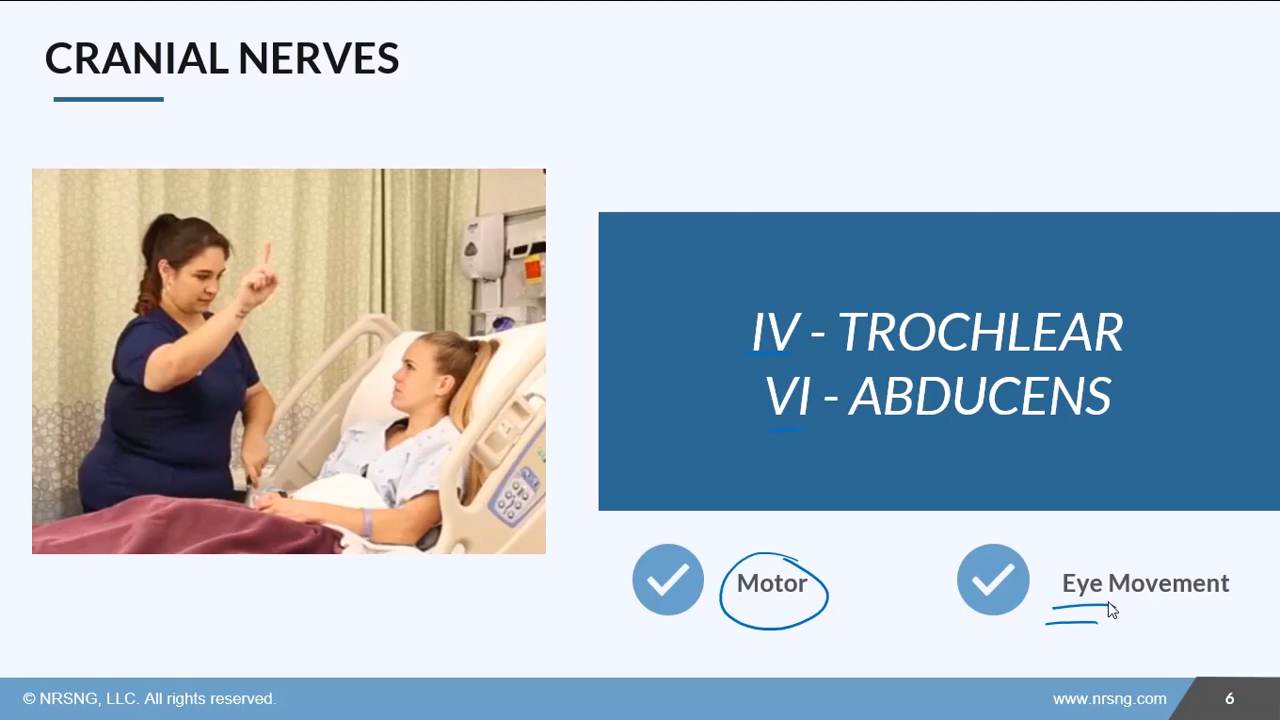 CRANIAL NERVES
IV - TROCHLEAR
VI - ABDUCENS
Motor
Eye Movement
© NRSNG, LLC. All rights reserved.
www.nrsng.com
6